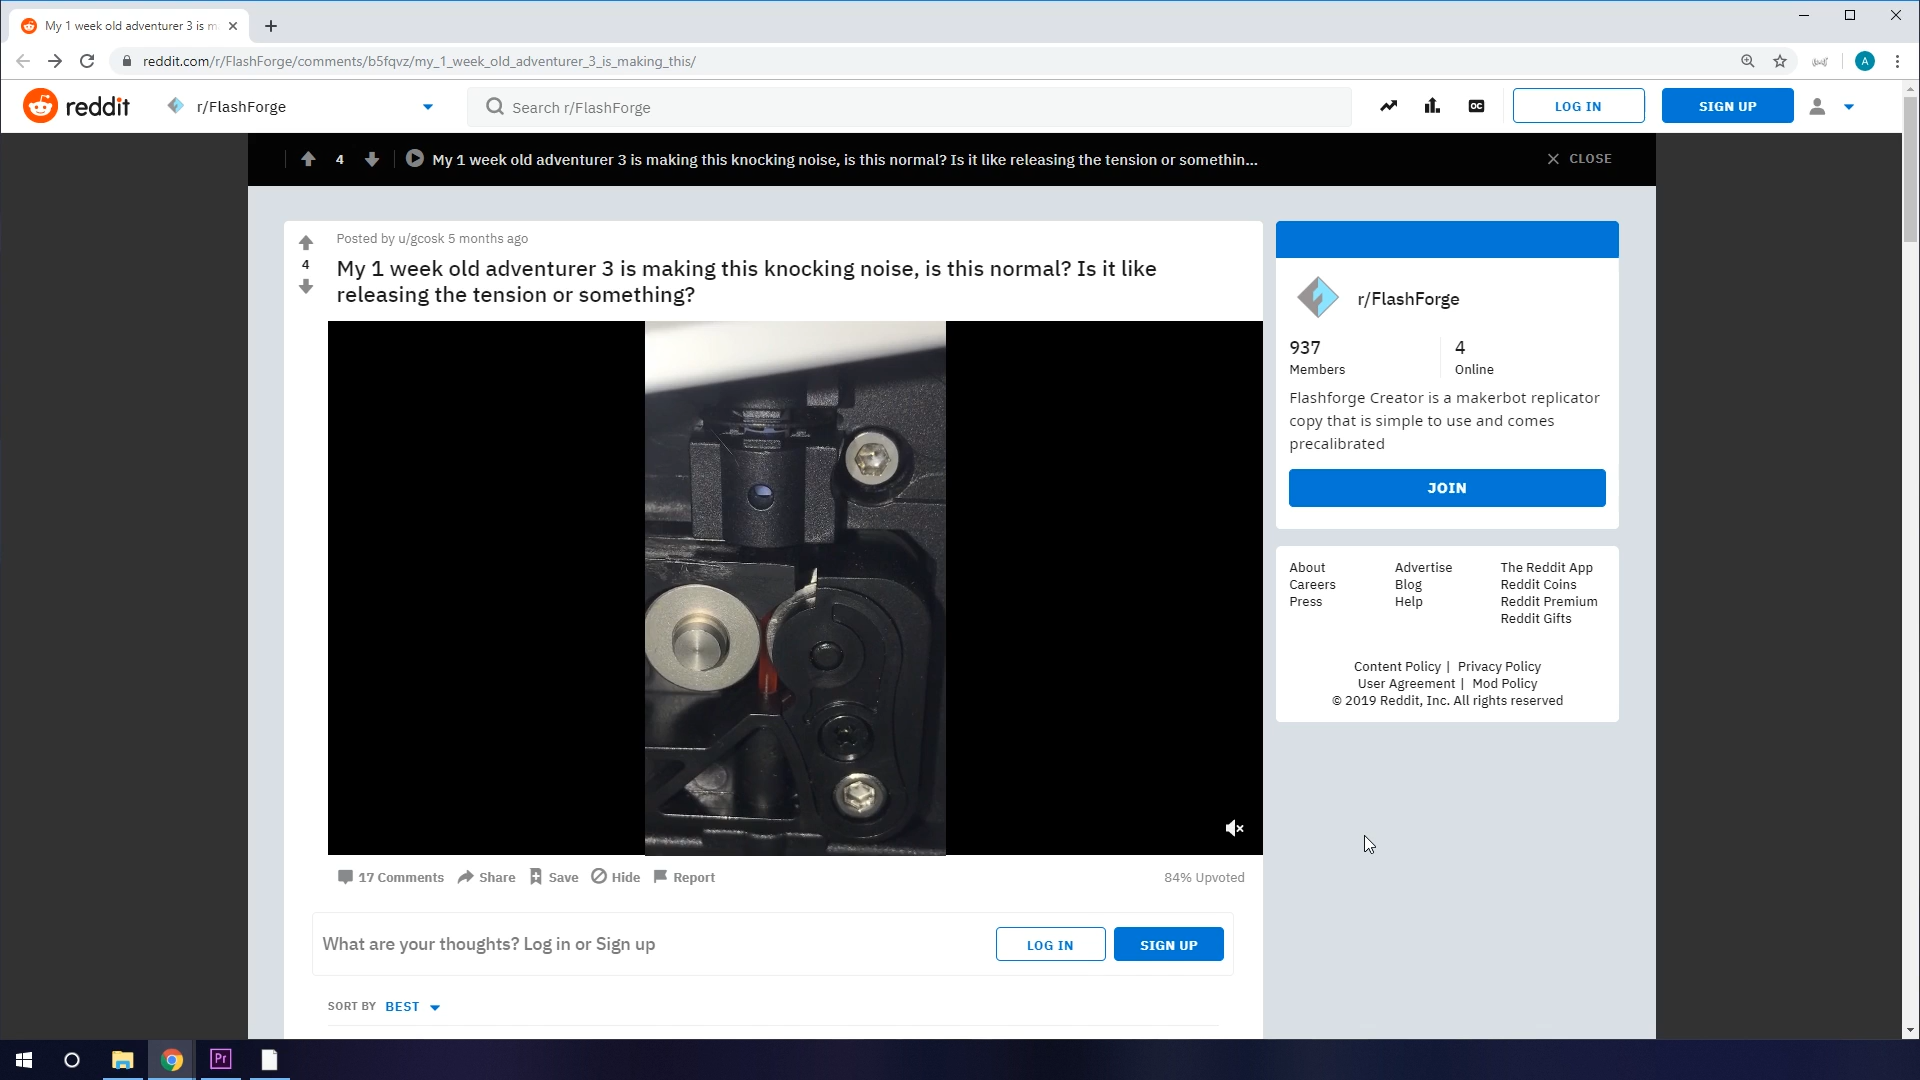 My 1 week old adventurer 3 is m
reddit.com/r/FlashForge/comments/b5fqvz/my_1_week_old_adventurer_3_is_making_this/
A
reddit
r/FlashForge
Search r/FlashForge
OC
LOG IN
SIGN UP
4
My 1 week old adventurer 3 is making this knocking noise, is this normal? Is it like releasing the tension or somethin...
CLOSE
Posted by u/gcosk 5 months ago
4
My 1 week old adventurer 3 is making this knocking noise, is this normal? Is it like
releasing the tension or something?
17 Comments
Share
Save
Hide
Report
84% Upvoted
What are your thoughts? Log in or Sign up
LOG IN
SIGN UP
SORT BY BEST
r/FlashForge
937
Members
4
Online
Flashforge Creator is a makerbot replicator
copy that is simple to use and comes
precalibrated
JOIN
About
Careers
Press
Advertise
Blog
Help
The Reddit App
Reddit Coins
Reddit Premium
Reddit Gifts
Content Policy | Privacy Policy
User Agreement | Mod Policy
© 2019 Reddit, Inc. All rights reserved
Pr